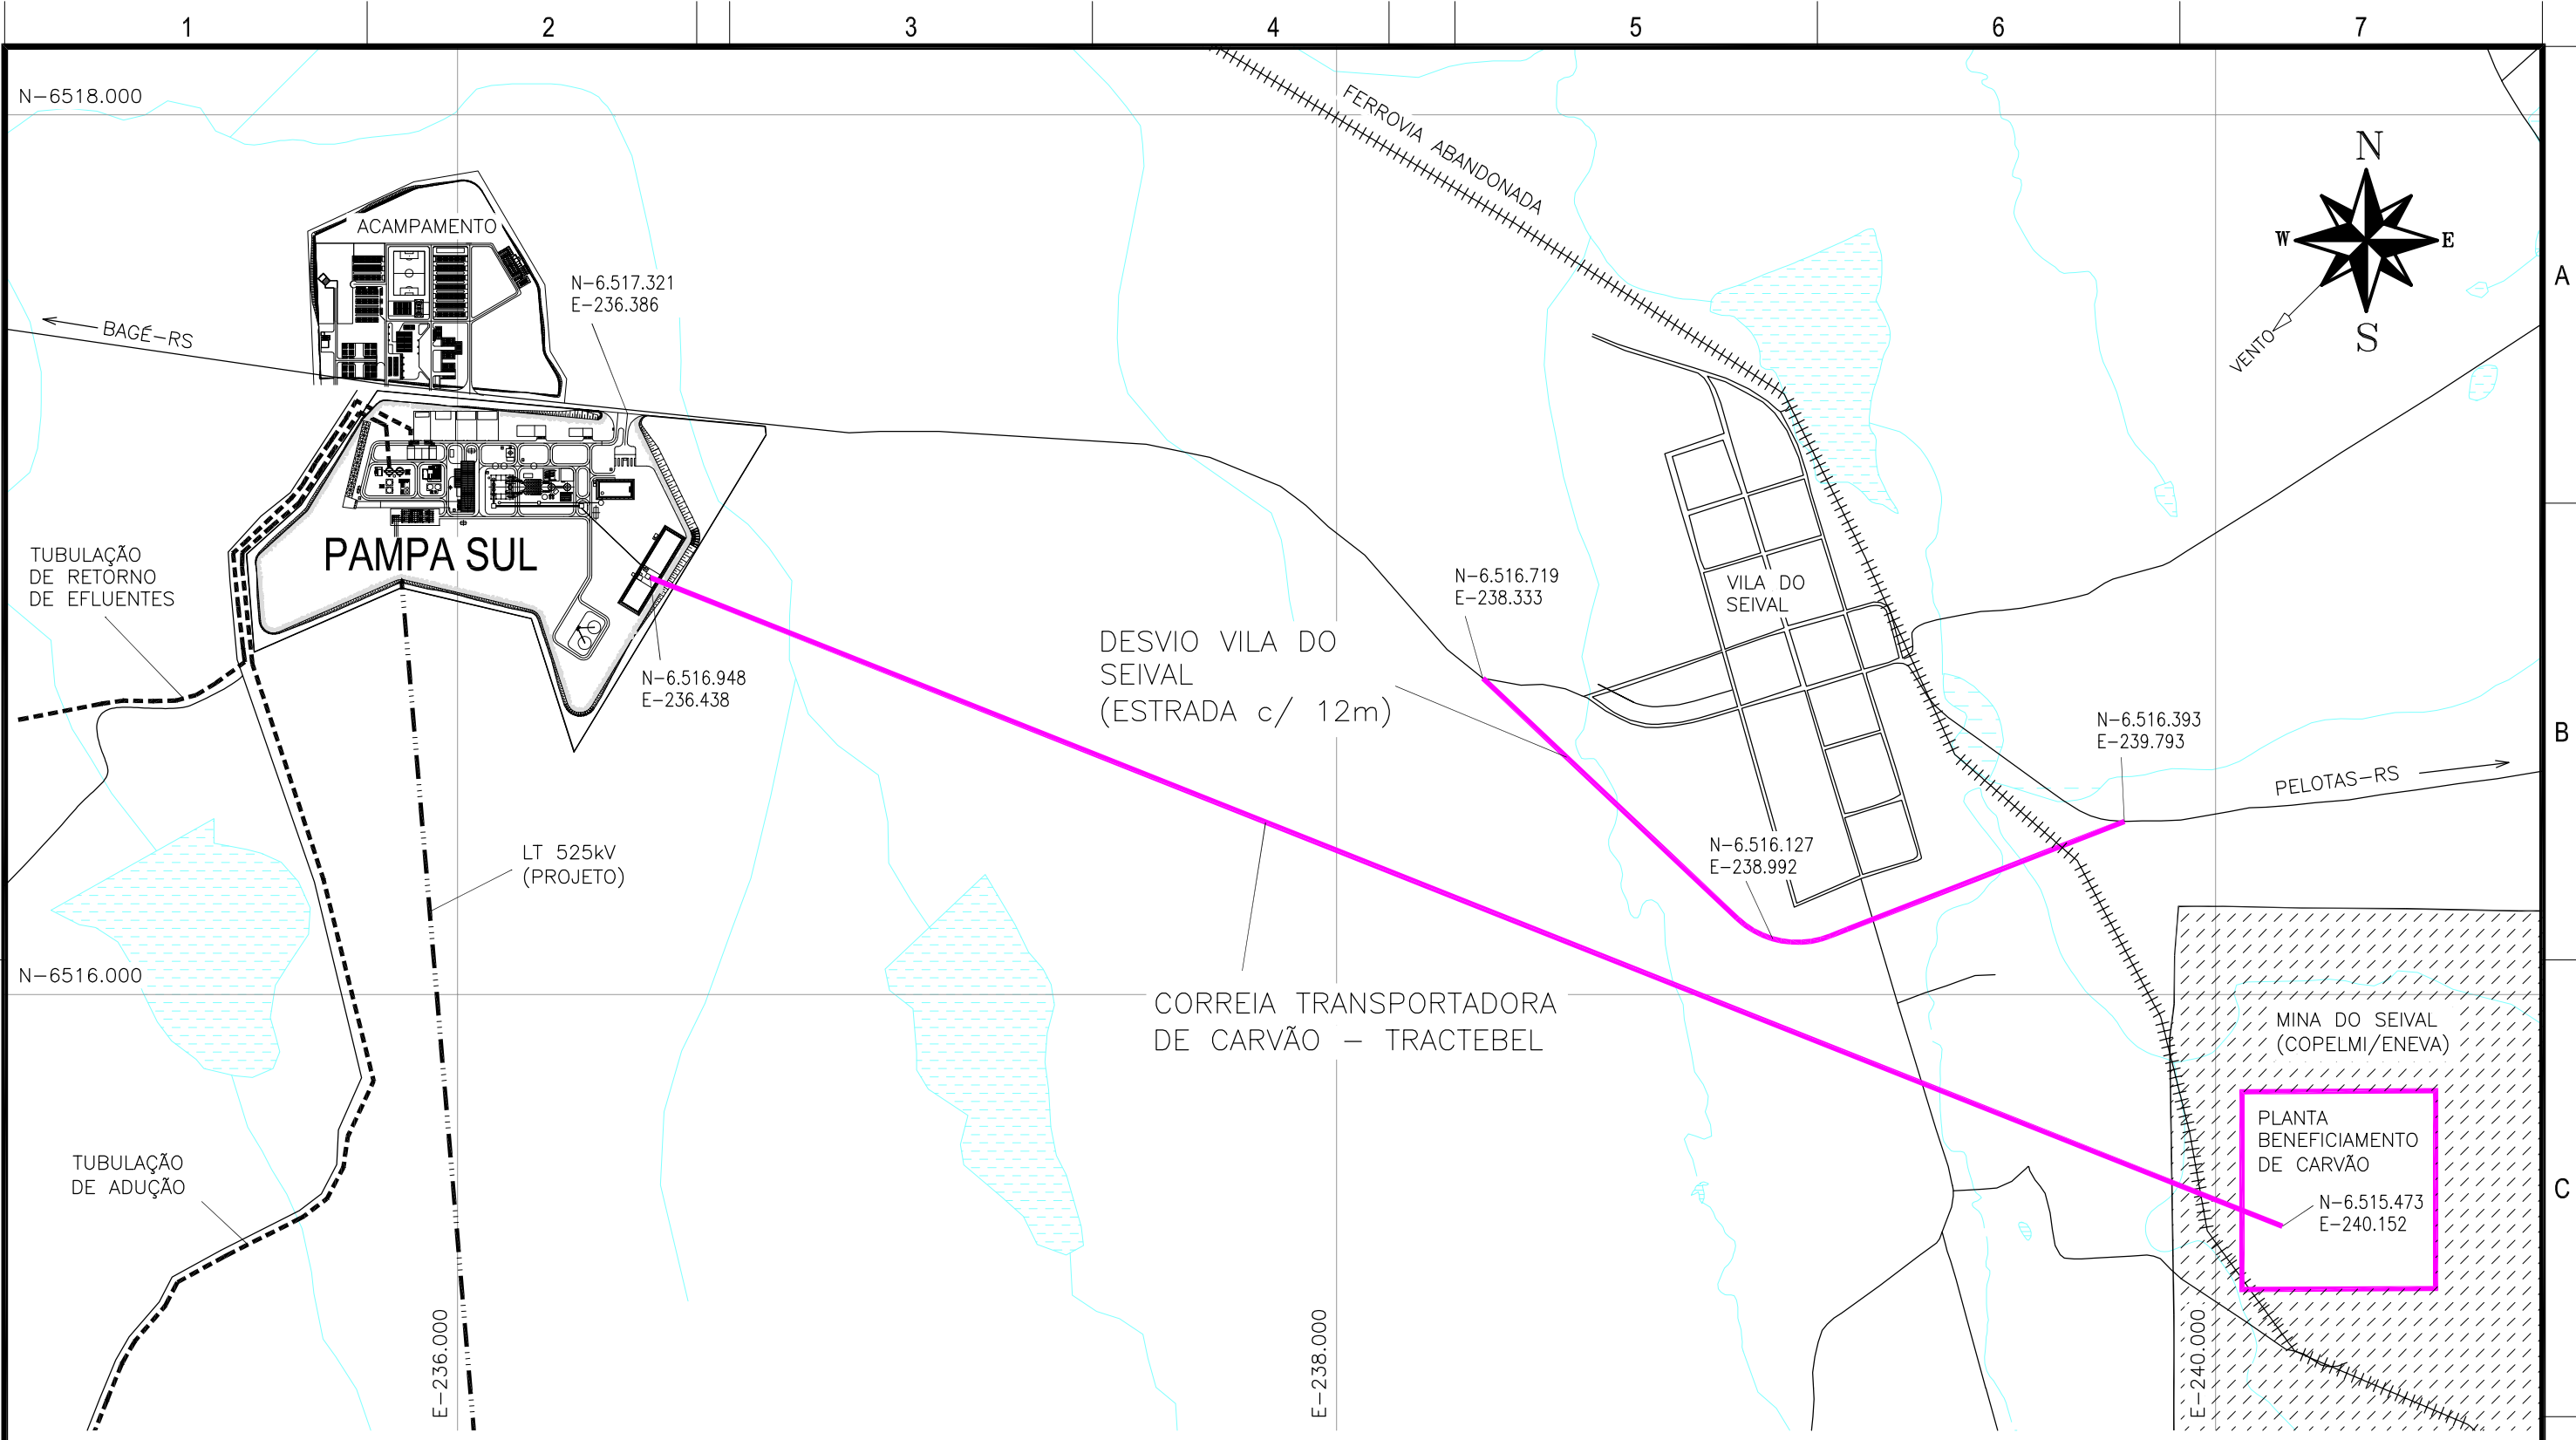 1
2
3
4
5
6
7
N-6518.000
FERROVIA ABANDONADA
N
W
E
S
VENTO
A
ACAMPAMENTO
N-6.517.321
E-236.386
BAGÉ-RS
PAMPA SUL
TUBULAÇÃO
DE RETORNO
DE EFLUENTES
N-6.516.948
E-236.438
DESVIO VILA DO
SEIVAL
(ESTRADA c/ 12m)
N-6.516.719
E-238.333
VILA DO
SEIVAL
N-6.516.393
E-239.793
B
PELOTAS-RS
LT 525kV
(PROJETO)
N-6.516.127
E-238.992
N-6516.000
CORREIA TRANSPORTADORA
DE CARVÃO - TRACTEBEL
MINA DO SEIVAL
(COPELMI/ENEVA)
PLANTA
BENEFICIAMENTO
DE CARVÃO
N-6.515.473
E-240.152
C
TUBULAÇÃO
DE ADUÇÃO
E-236.000
E-238.000
E-240.000